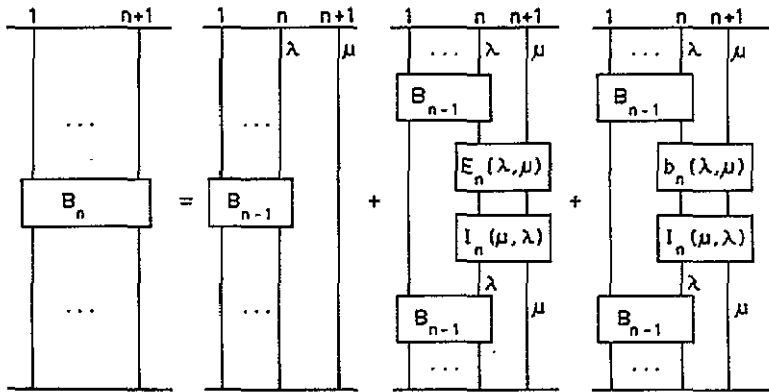 1 n+1 1 n n+1 1 n n+1 1 n n+1
λ μ ... λ μ ... λ μ
B_{n-1} B_{n-1}
... ...
E_n(λ,μ) b_n(λ,μ)
B_n = B_{n-1} + +
I_n(μ,λ) I_n(μ,λ)
λ λ
... ... B_{n-1} μ B_{n-1} μ
... ...